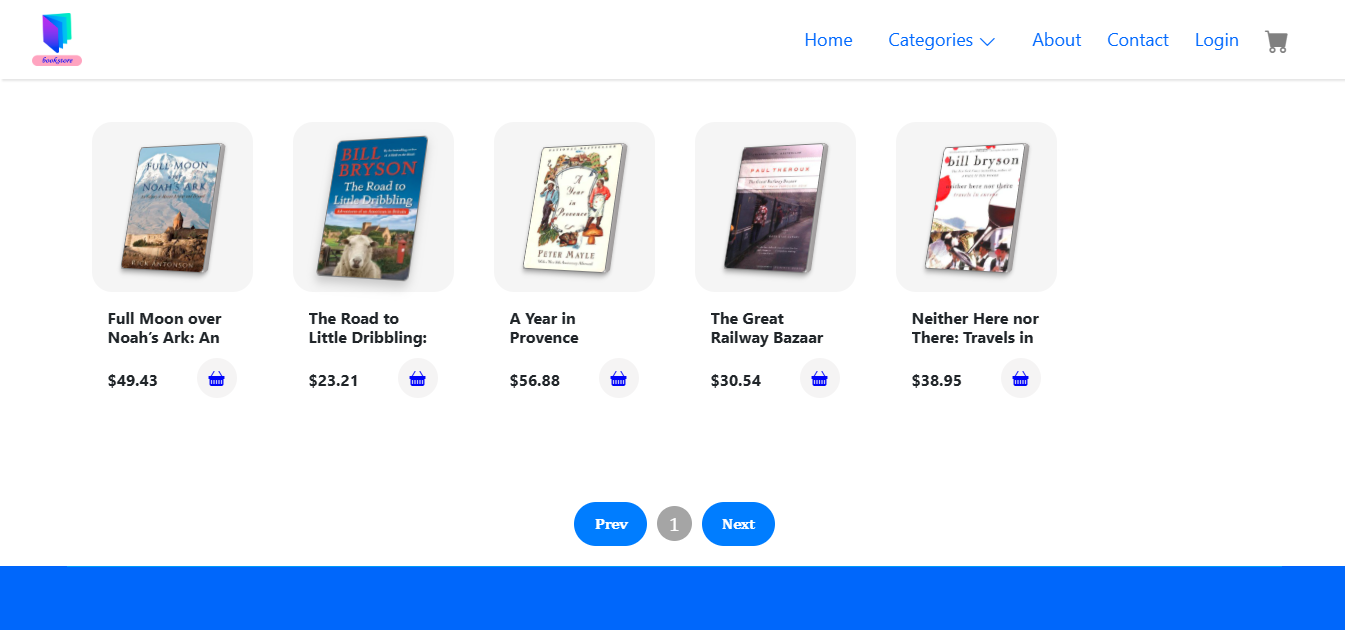 bookstore
Home Categories About Contact Login
FULL MOON
NOAH'S ARK
BILL
BRYSON
The Road to
Little Dribbling
A
Year
in
Provence
PETER MAYLE
PAUL THEROUX
The Great Railway Bazaar
bill bryson
neither here nor there
travels in europe
Full Moon over
Noah’s Ark: An
$49.43
The Road to
Little Dribbling:
$23.21
A Year in
Provence
$56.88
The Great
Railway Bazaar
$30.54
Neither Here nor
There: Travels in
$38.95
Prev 1 Next